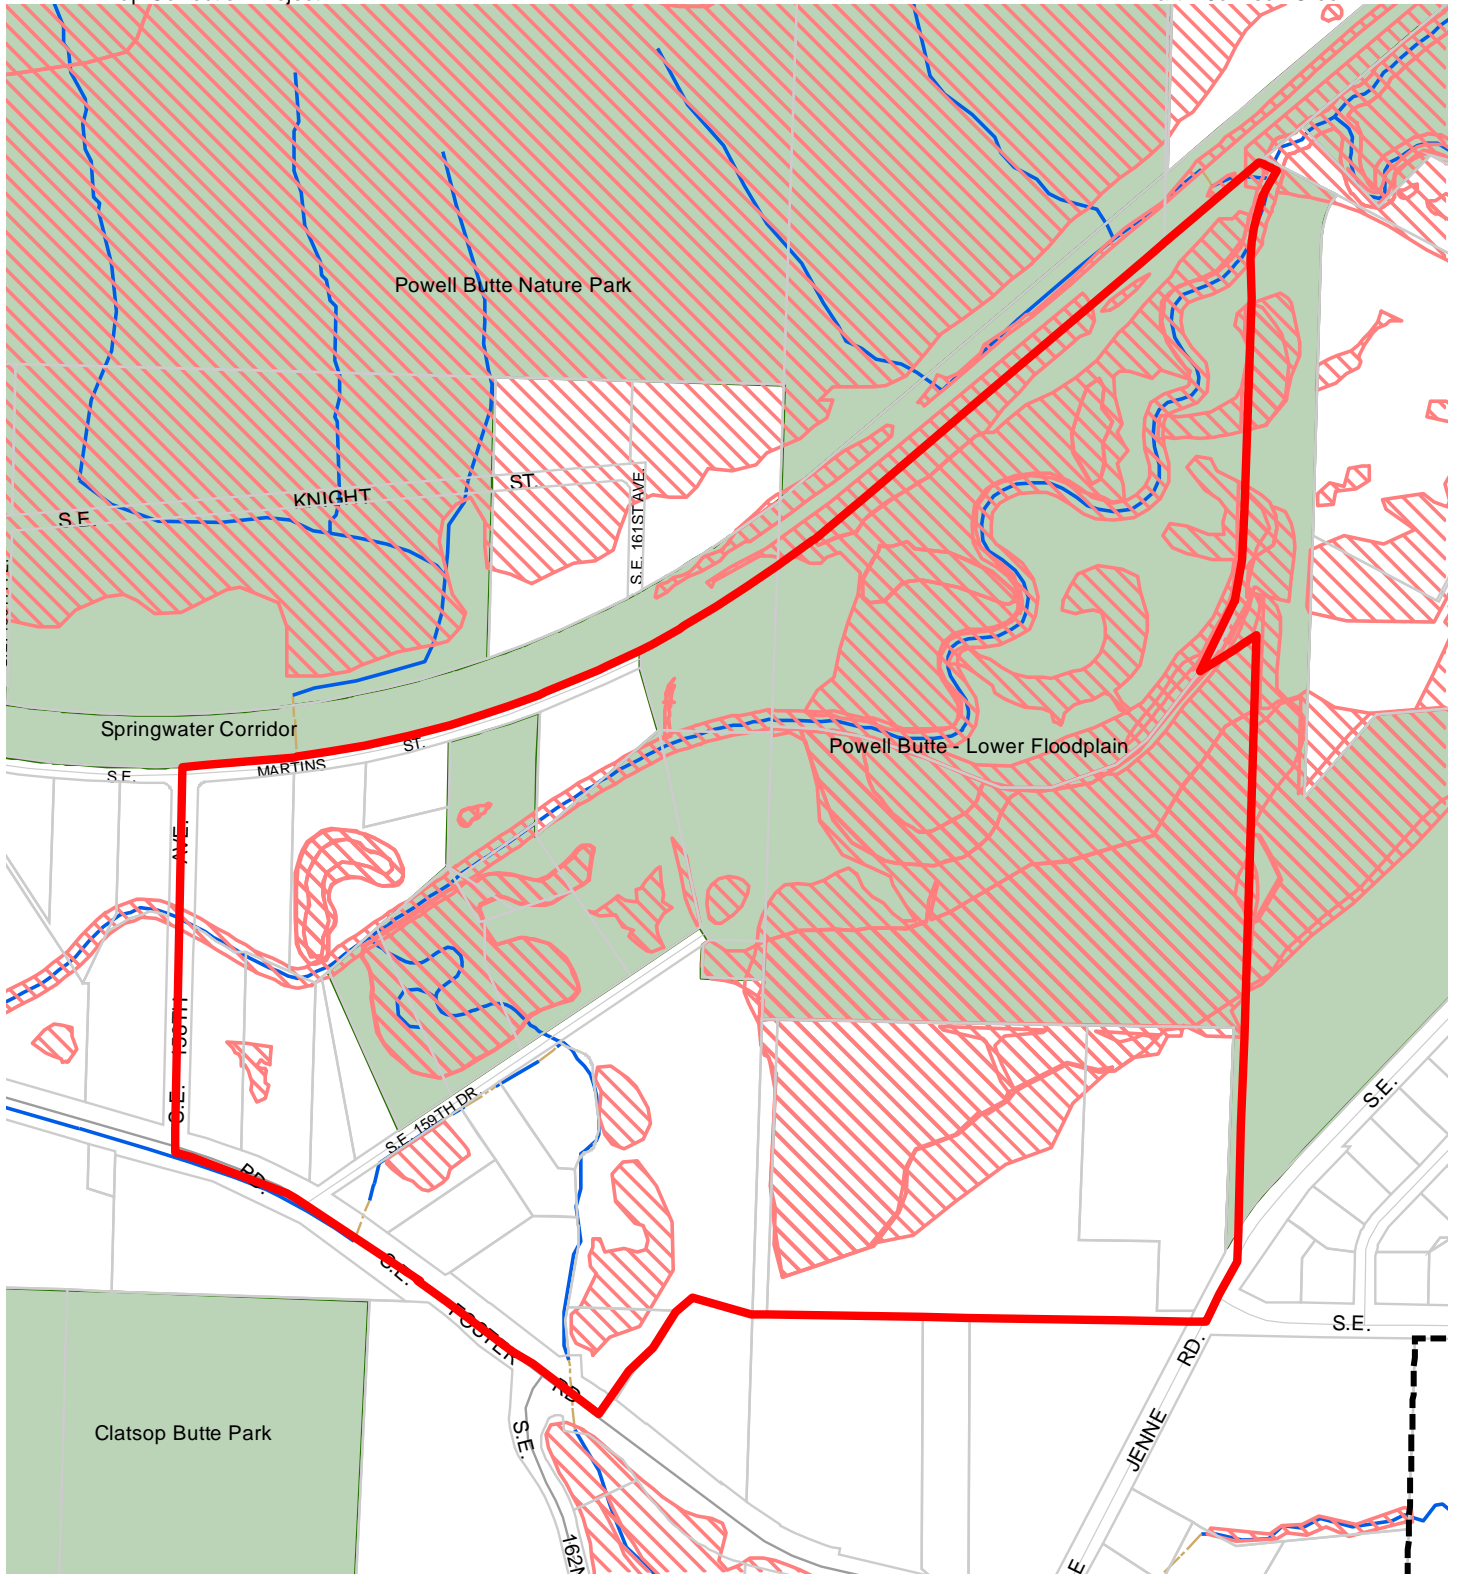 Powell Butte Nature Park
S.E. KNIGHT ST.
S.E. 161ST AVE.
Springwater Corridor
S.E. MARTINS ST.
Powell Butte - Lower Floodplain
AVE.
S.E.
S.E. 159TH DR.
RD.
S.E. FOSTER RD.
S.E.
S.E.
JENNE RD.
Clatsop Butte Park
S.E.
E